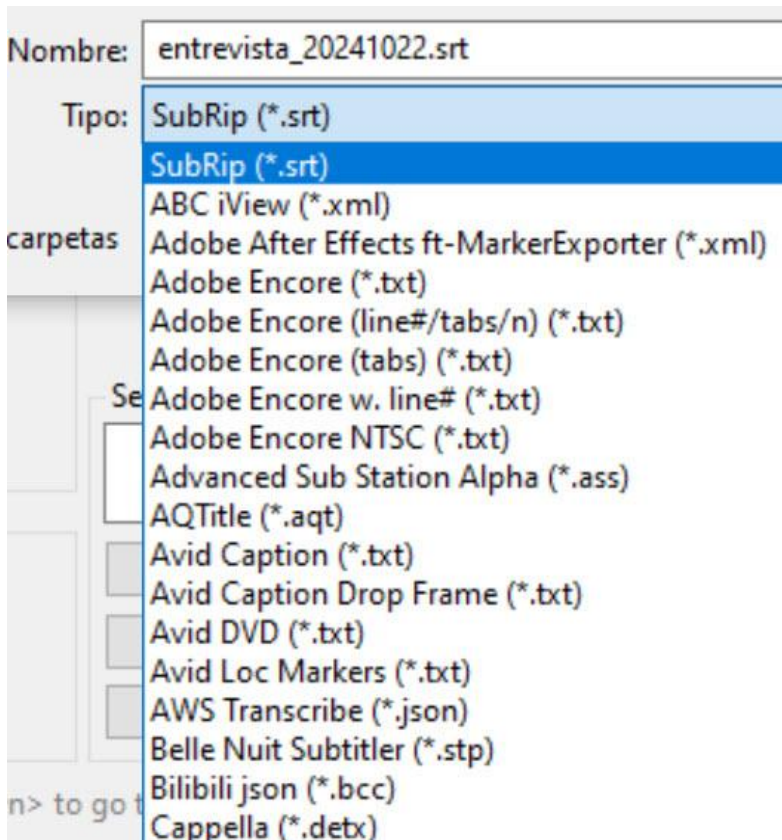 Nombre: entrevista_20241022.srt
Tipo: SubRip (*.srt)
SubRip (*.srt)
ABC iView (*.xml)
carpetas
Adobe After Effects ft-MarkerExporter (*.xml)
Adobe Encore (*.txt)
Adobe Encore (line#/tabs/n) (*.txt)
Adobe Encore (tabs) (*.txt)
Se
Adobe Encore w. line# (*.txt)
Adobe Encore NTSC (*.txt)
Advanced Sub Station Alpha (*.ass)
AQTitle (*.aqt)
Avid Caption (*.txt)
Avid Caption Drop Frame (*.txt)
Avid DVD (*.txt)
Avid Loc Markers (*.txt)
AWS Transcribe (*.json)
Belle Nuit Subtitler (*.stp)
Bilibili json (*.bcc)
n> to go t
Cappella (*.detx)